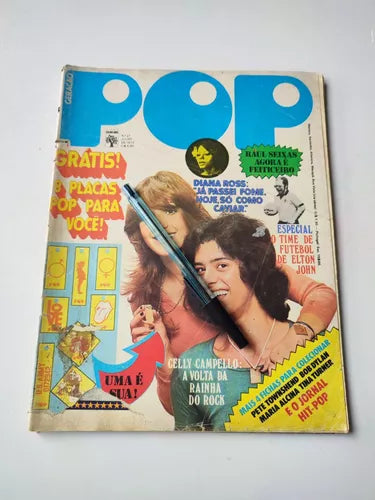 GERAÇÃO
POP
GRÁTIS!
8 PLACAS
POP PARA
VOCÊ!
DIANA ROSS:
"JÁ PASSEI FOME.
HOJE, SÓ COMO
CAVIAR."
RAUL SEIXAS
AGORA É
FEITICEIRO
ESPECIAL
O TIME DE
FUTEBOL
DE ELTON
JOHN
UMA É
SUA!
CELLY CAMPELLO:
A VOLTA DA
RAINHA
DO ROCK
MAIS 4 FICHAS PARA COLECIONAR
PETE TOWNSHEND, BOB DYLAN
MARIA ALCINA, TINA TURNER
E O JORNAL
HIT-POP